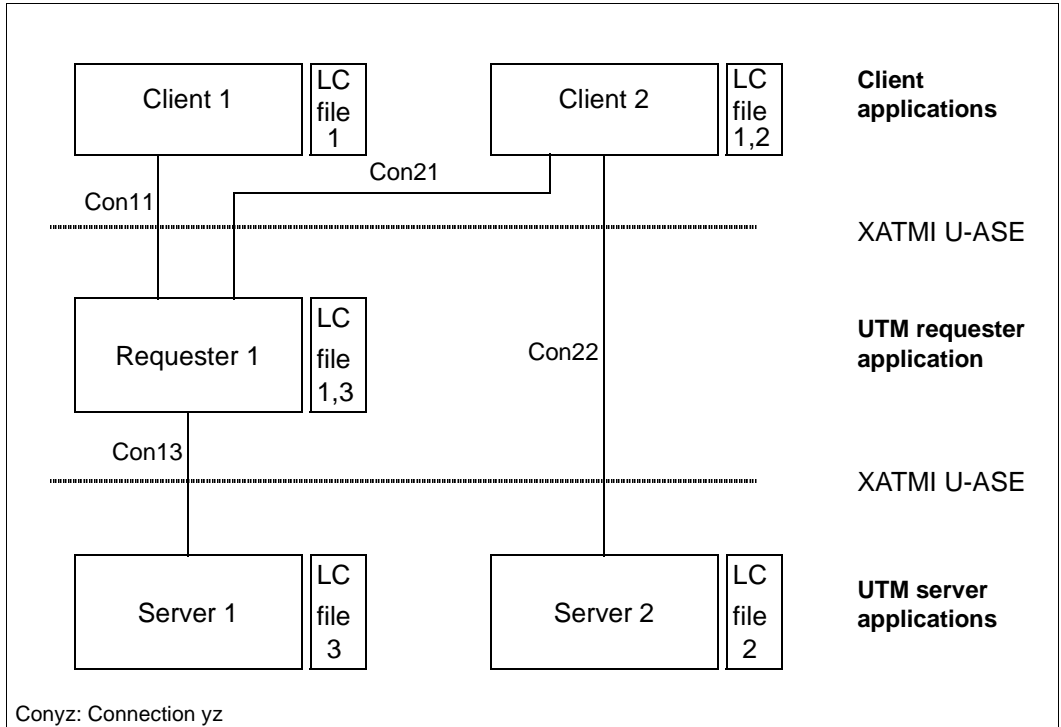 Client 1
LC
file
1
Client 2
LC
file
1,2
Client
applications
Con21
Con11
XATMI U-ASE
Requester 1
LC
file
1,3
Con22
UTM requester
application
Con13
XATMI U-ASE
Server 1
LC
file
3
Server 2
LC
file
2
UTM server
applications
Conyz: Connection yz